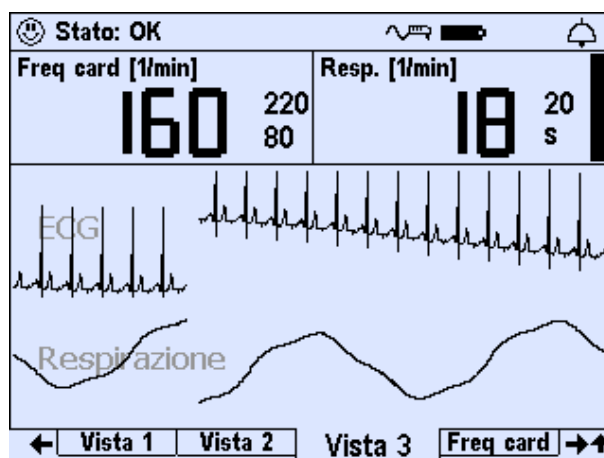 Stato: OK
Freq card [1/min]
160
220
80
Resp. [1/min]
18
20
s
ECG
Respirazione
Vista 1
Vista 2
Vista 3
Freq card